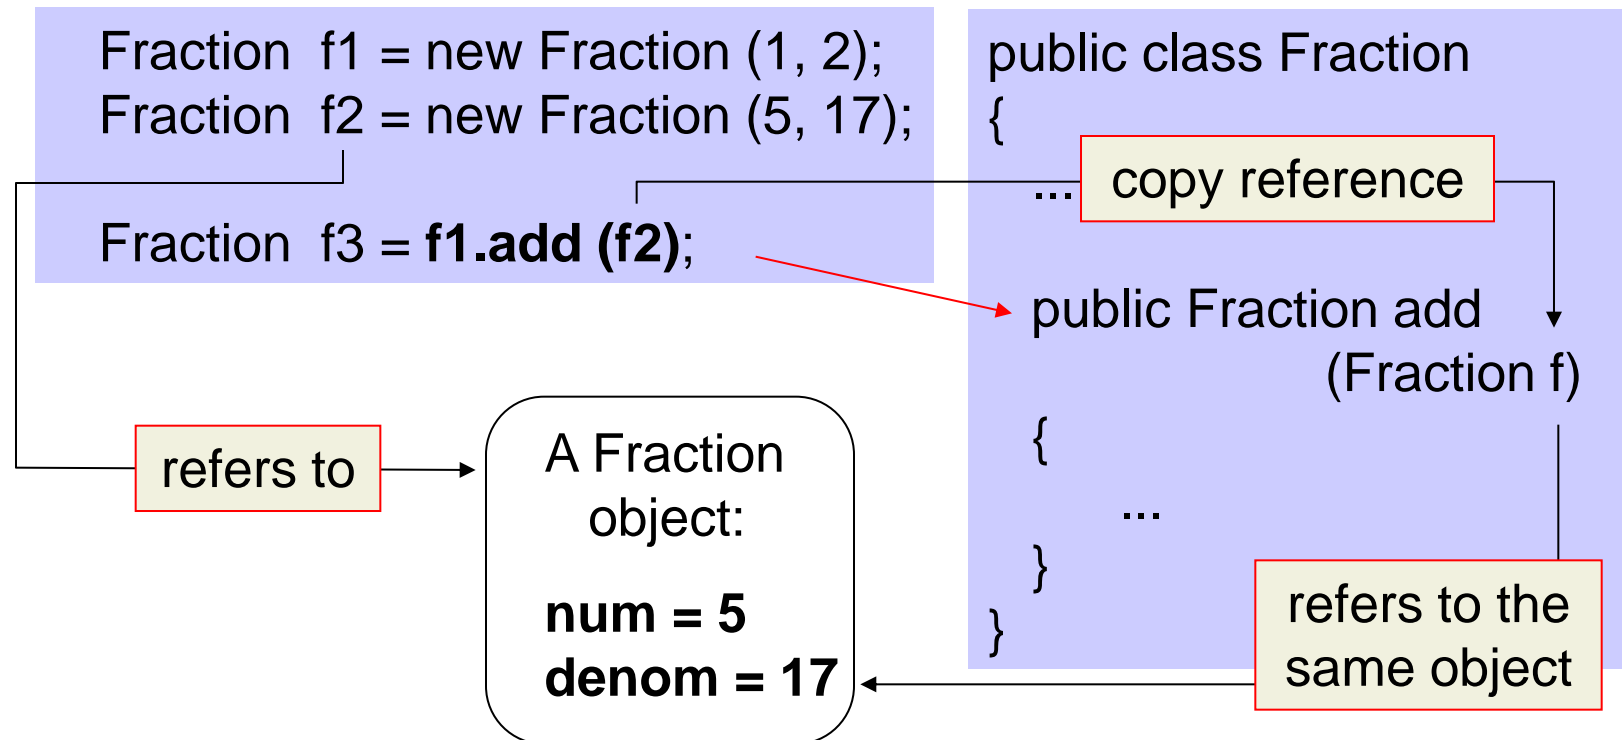 Fraction  f1 = new Fraction (1, 2);
Fraction  f2 = new Fraction (5, 17);
Fraction  f3 = f1.add (f2);
public class Fraction
{
...
copy reference
public Fraction add
(Fraction f)
{
...
}
}
refers to
A Fraction
object:
num = 5
denom = 17
refers to the
same object